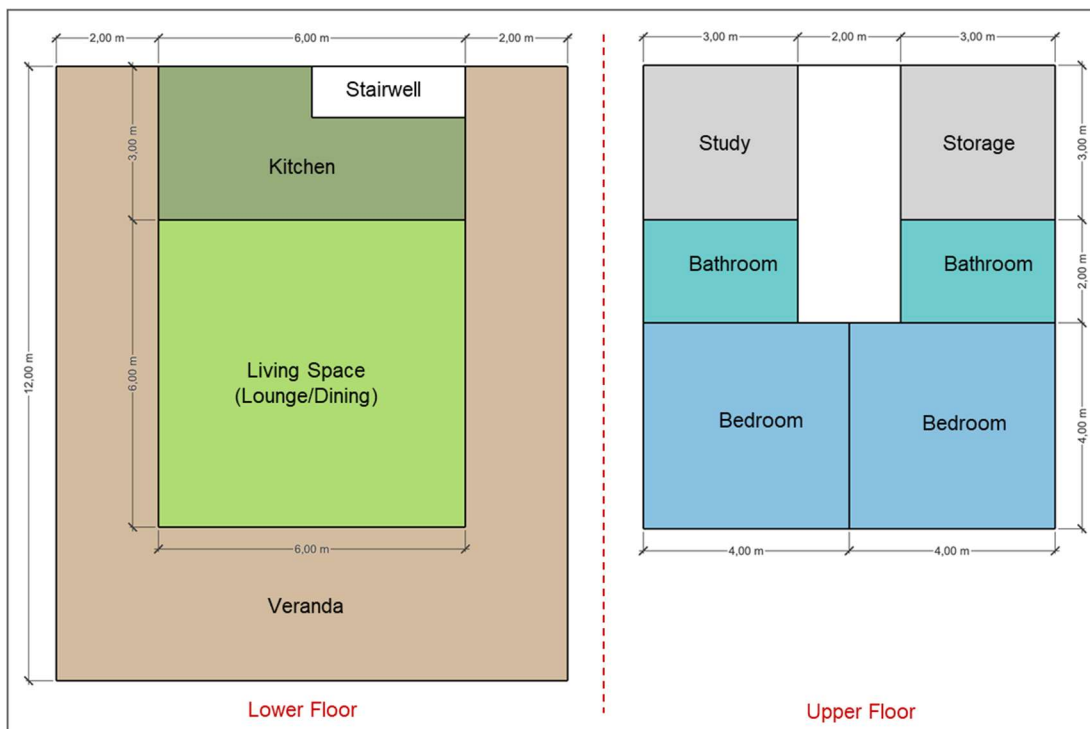 2,00 m
6,00 m
2,00 m
3,00 m
2,00 m
3,00 m
Stairwell
Kitchen
3,00 m
Study
Storage
3,00 m
Bathroom
Bathroom
2,00 m
12,00 m
6,00 m
Living Space
(Lounge/Dining)
Bedroom
Bedroom
4,00 m
6,00 m
4,00 m
4,00 m
Veranda
Lower Floor
Upper Floor